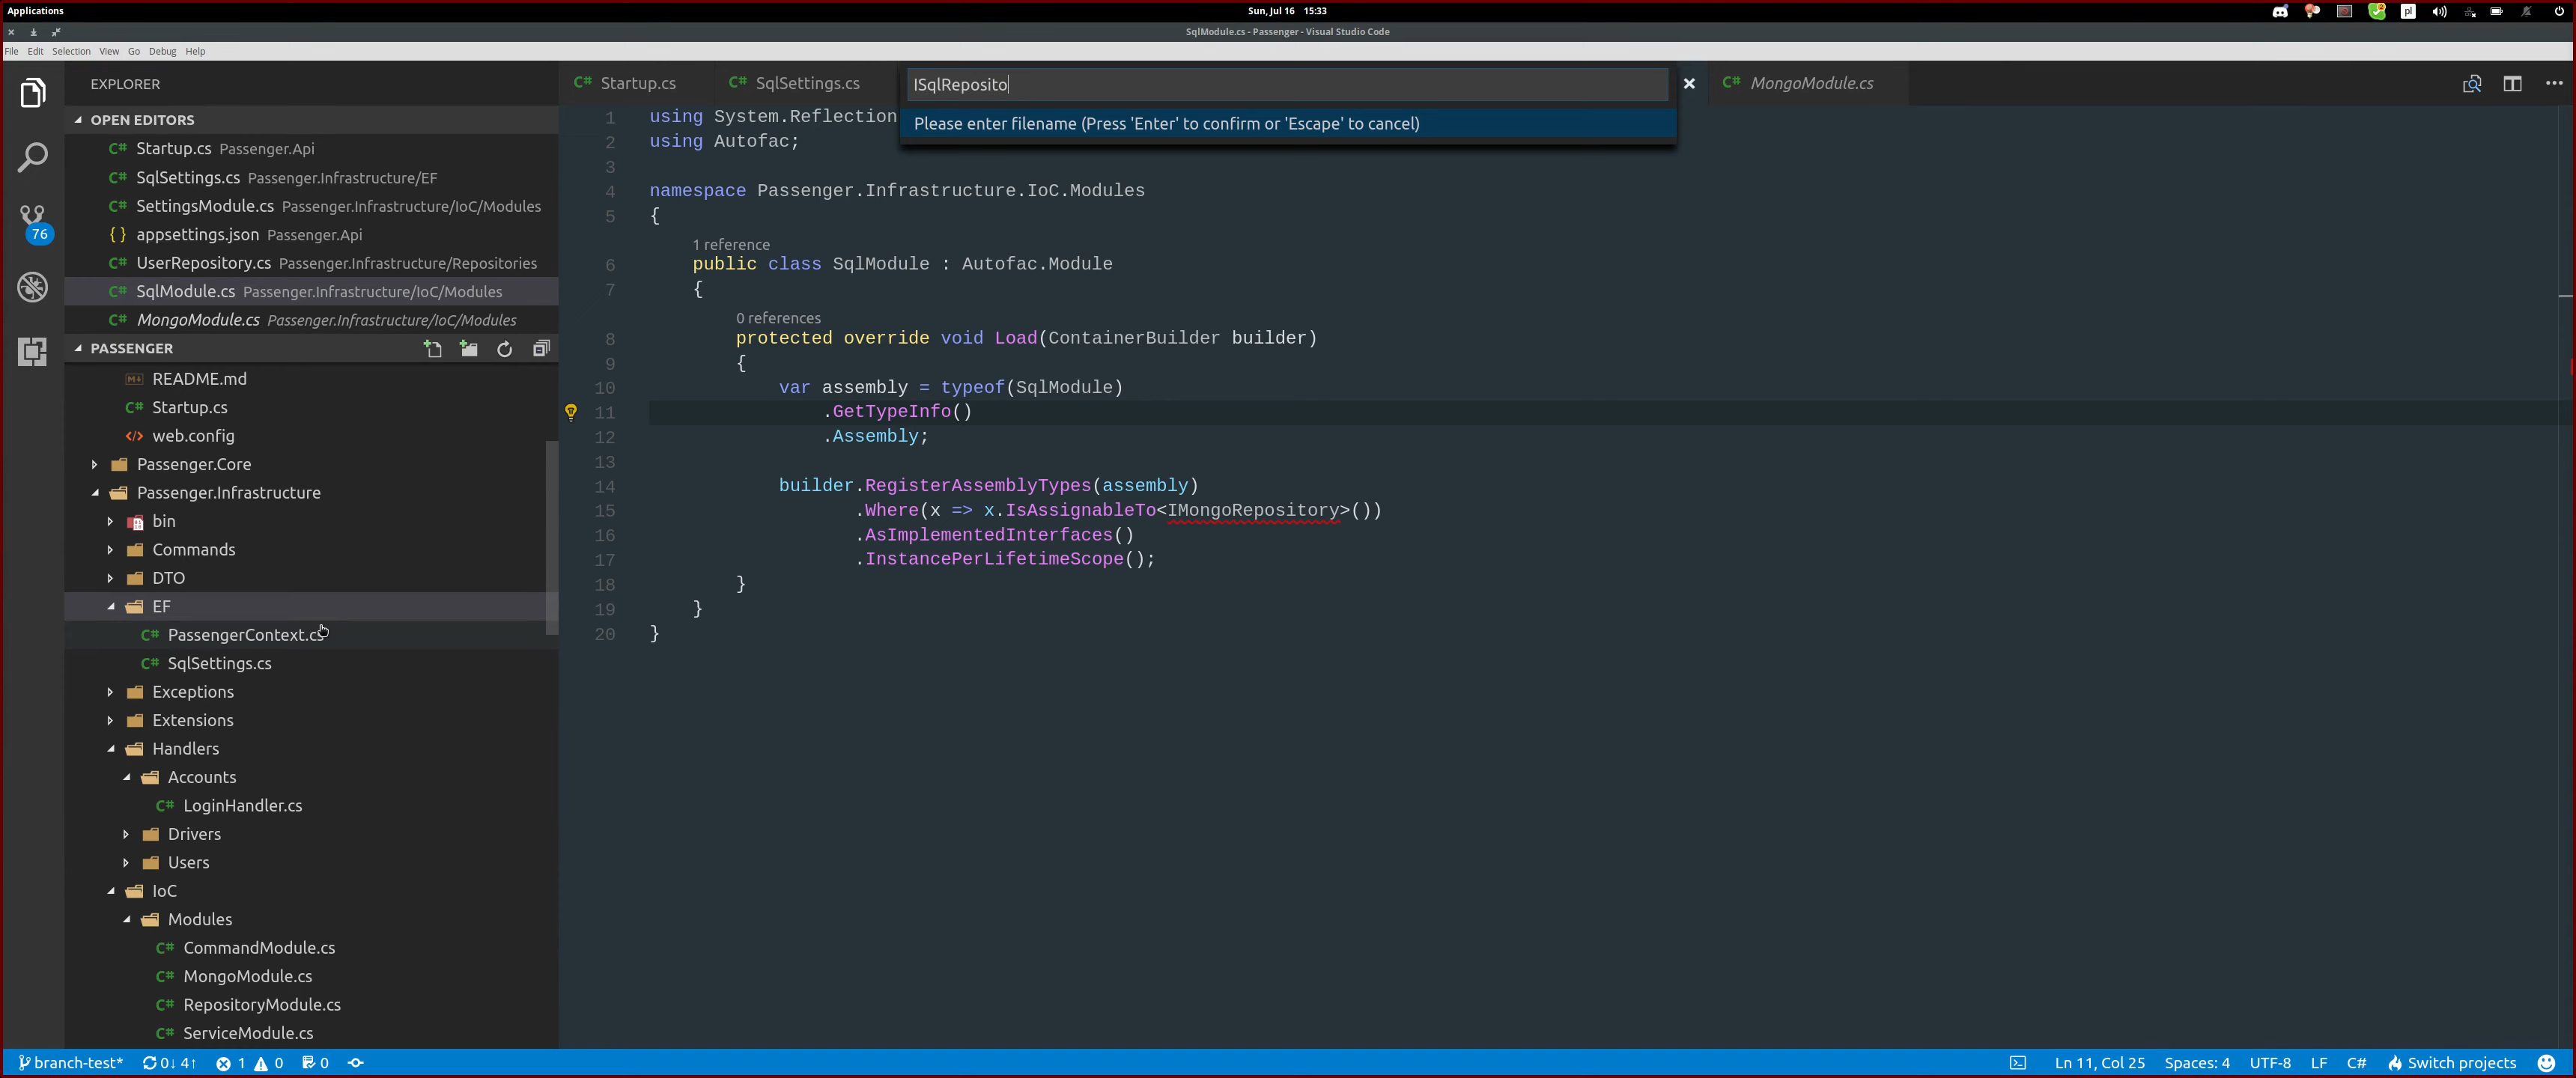 Applications
Sun, Jul 16 15:33
pl
SqlModule.cs - Passenger - Visual Studio Code
File Edit Selection View Go Debug Help
EXPLORER
OPEN EDITORS
C# Startup.cs Passenger.Api
C# SqlSettings.cs Passenger.Infrastructure/EF
C# SettingsModule.cs Passenger.Infrastructure/IoC/Modules
{} appsettings.json Passenger.Api
C# UserRepository.cs Passenger.Infrastructure/Repositories
C# SqlModule.cs Passenger.Infrastructure/IoC/Modules
C# MongoModule.cs Passenger.Infrastructure/IoC/Modules
76
PASSENGER
README.md
C# Startup.cs
</> web.config
Passenger.Core
Passenger.Infrastructure
bin
Commands
DTO
EF
C# PassengerContext.cs
C# SqlSettings.cs
Exceptions
Extensions
Handlers
Accounts
C# LoginHandler.cs
Drivers
Users
IoC
Modules
C# CommandModule.cs
C# MongoModule.cs
C# RepositoryModule.cs
C# ServiceModule.cs
C# Startup.cs C# SqlSettings.cs C# MongoModule.cs
ISqlReposito
Please enter filename (Press 'Enter' to confirm or 'Escape' to cancel)
1 using System.Reflection
2 using Autofac;
3
4 namespace Passenger.Infrastructure.IoC.Modules
5 {
1 reference
6 public class SqlModule : Autofac.Module
7 {
0 references
8 protected override void Load(ContainerBuilder builder)
9 {
10 var assembly = typeof(SqlModule)
11 .GetTypeInfo()
12 .Assembly;
13
14 builder.RegisterAssemblyTypes(assembly)
15 .Where(x => x.IsAssignableTo<IMongoRepository>())
16 .AsImplementedInterfaces()
17 .InstancePerLifetimeScope();
18 }
19 }
20 }
branch-test* 0↓ 4↑ 1 0 0 Ln 11, Col 25 Spaces: 4 UTF-8 LF C# Switch projects